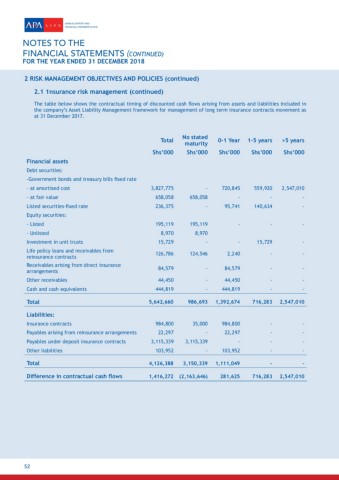 APA LIFE
NOTES TO THE
FINANCIAL STATEMENTS (CONTINUED)
FOR THE YEAR ENDED 31 DECEMBER 2018
2 RISK MANAGEMENT OBJECTIVES AND POLICIES (continued)
2.1 1nsurance risk management (continued)
The table below shows the contractual timing of discounted cash flows arising from assets and liabilities included in
the company's Asset Liability Management framework for management of long term insurance contracts movement as
at 31 December 2017.
Total No stated maturity 0-1 Year 1-5 years >5 years
Shs'000 Shs'000 Shs'000 Shs'000 Shs'000
Financial assets
Debt securities:
-Government bonds and treasury bills fixed rate
- at amortised cost 3,827,775 - 720,845 559,920 2,547,010
- at fair value 658,058 658,058 - - -
Listed securities-fixed rate 236,375 - 95,741 140,634 -
Equity securities:
- Listed 195,119 195,119 - - -
- Unlisted 8,970 8,970 - - -
Investment in unit trusts 15,729 - - 15,729 -
Life policy loans and receivables from
reinsurance contracts 126,786 124,546 2,240 - -
Receivables arising from direct insurance
arrangements 84,579 - 84,579 - -
Other receivables 44,450 - 44,450 - -
Cash and cash equivalents 444,819 - 444,819 - -
Total 5,642,660 986,693 1,392,674 716,283 2,547,010
Liabilities:
Insurance contracts 984,800 35,000 984,800 - -
Payables arising from reinsurance arrangements 22,297 - 22,297 - -
Payables under deposit insurance contracts 3,115,339 3,115,339 - - -
Other liabilities 103,952 - 103,952 - -
Total 4,126,388 3,150,339 1,111,049 - -
Difference in contractual cash flows 1,416,272 (2,163,646) 281,625 716,283 2,547,010
52